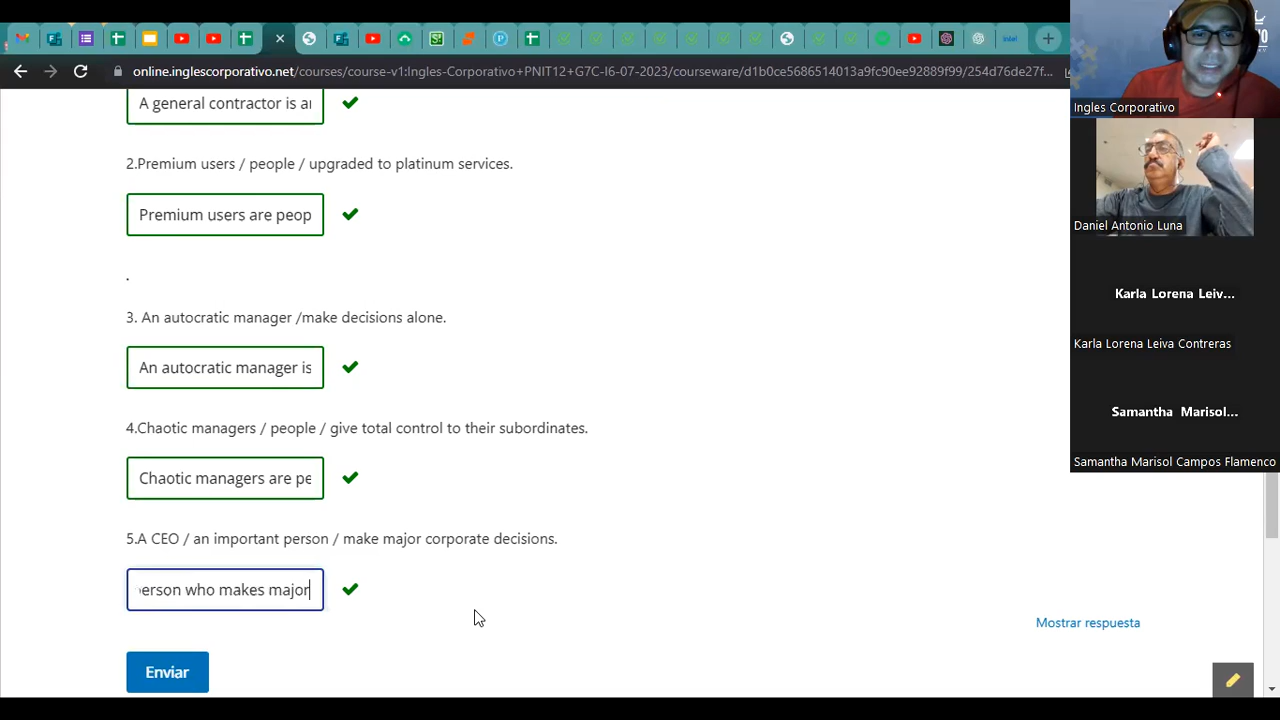 online.inglescorporativo.net/courses/course-v1:Ingles-Corporativo+PNIT12+G7C-I6-07-2023/courseware/d1b0ce5686514013a9fc90ee92889f99/254d76de27f...
A general contractor is a
2.Premium users / people / upgraded to platinum services.
Premium users are peop
.
3. An autocratic manager /make decisions alone.
An autocratic manager is
4.Chaotic managers / people / give total control to their subordinates.
Chaotic managers are pe
5.A CEO / an important person / make major corporate decisions.
person who makes major
Mostrar respuesta
Enviar
Ingles Corporativo
Daniel Antonio Luna
Karla Lorena Leiv...
Karla Lorena Leiva Contreras
Samantha Marisol...
Samantha Marisol Campos Flamenco